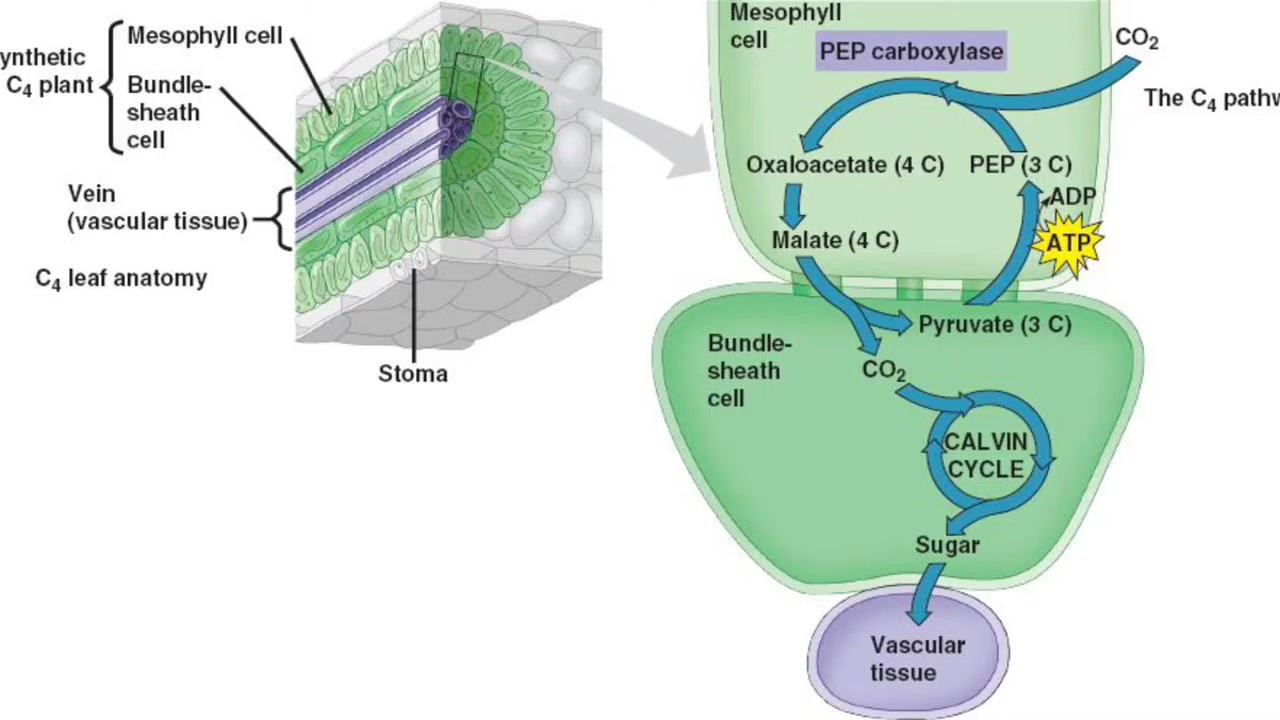 ynthetic
C₄ plant
Mesophyll cell
Bundle-
sheath
cell
Vein
(vascular tissue)
C₄ leaf anatomy
Stoma
Mesophyll
cell
PEP carboxylase
CO₂
The C₄ pathw
Oxaloacetate (4 C)
PEP (3 C)
ADP
Malate (4 C)
ATP
Pyruvate (3 C)
Bundle-
sheath
cell
CO₂
CALVIN
CYCLE
Sugar
Vascular
tissue